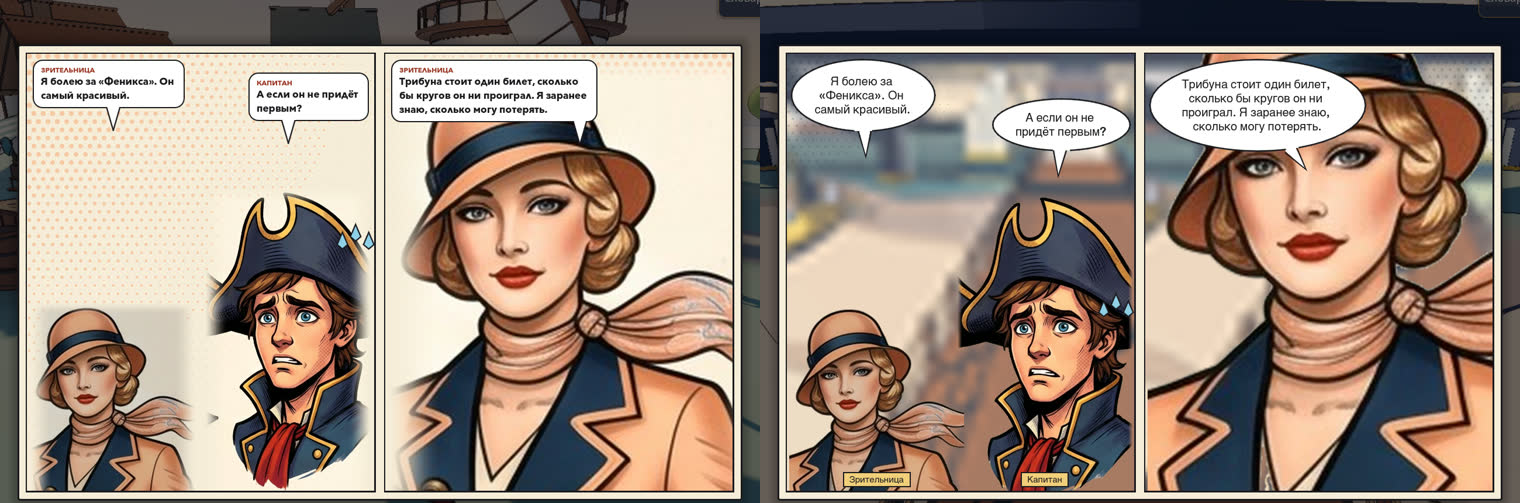 ЗРИТЕЛЬНИЦА
Я болею за «Феникса». Он
самый красивый.
КАПИТАН
А если он не придёт
первым?
ЗРИТЕЛЬНИЦА
Трибуна стоит один билет, сколько
бы кругов он ни проиграл. Я заранее
знаю, сколько могу потерять.
Я болею за
«Феникса». Он
самый красивый.
А если он не
придёт первым?
Зрительница
Капитан
Трибуна стоит один билет,
сколько бы кругов он ни
проиграл. Я заранее знаю,
сколько могу потерять.